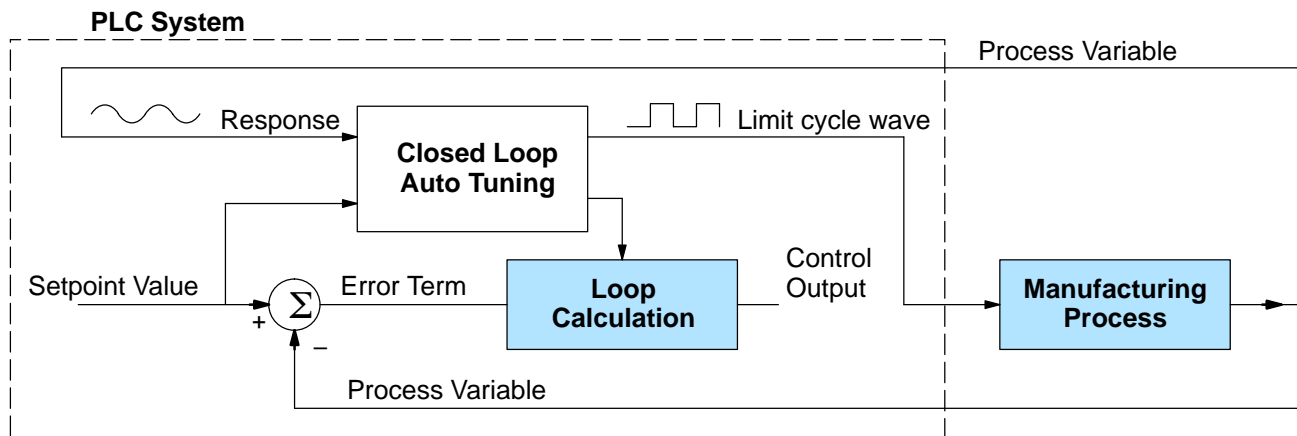 PLC System
Process Variable
Response
Limit cycle wave
Closed Loop
Auto Tuning
Setpoint Value
+
Σ
−
Error Term
Loop
Calculation
Control
Output
Manufacturing
Process
Process Variable